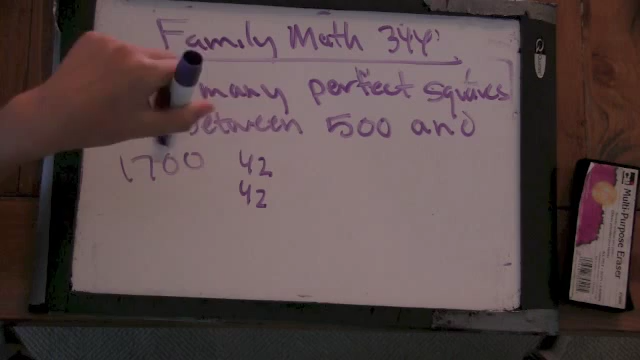 Family Math 344:
many perfect squares
between 500 and
1700 42
42
Multi-Purpose Eraser